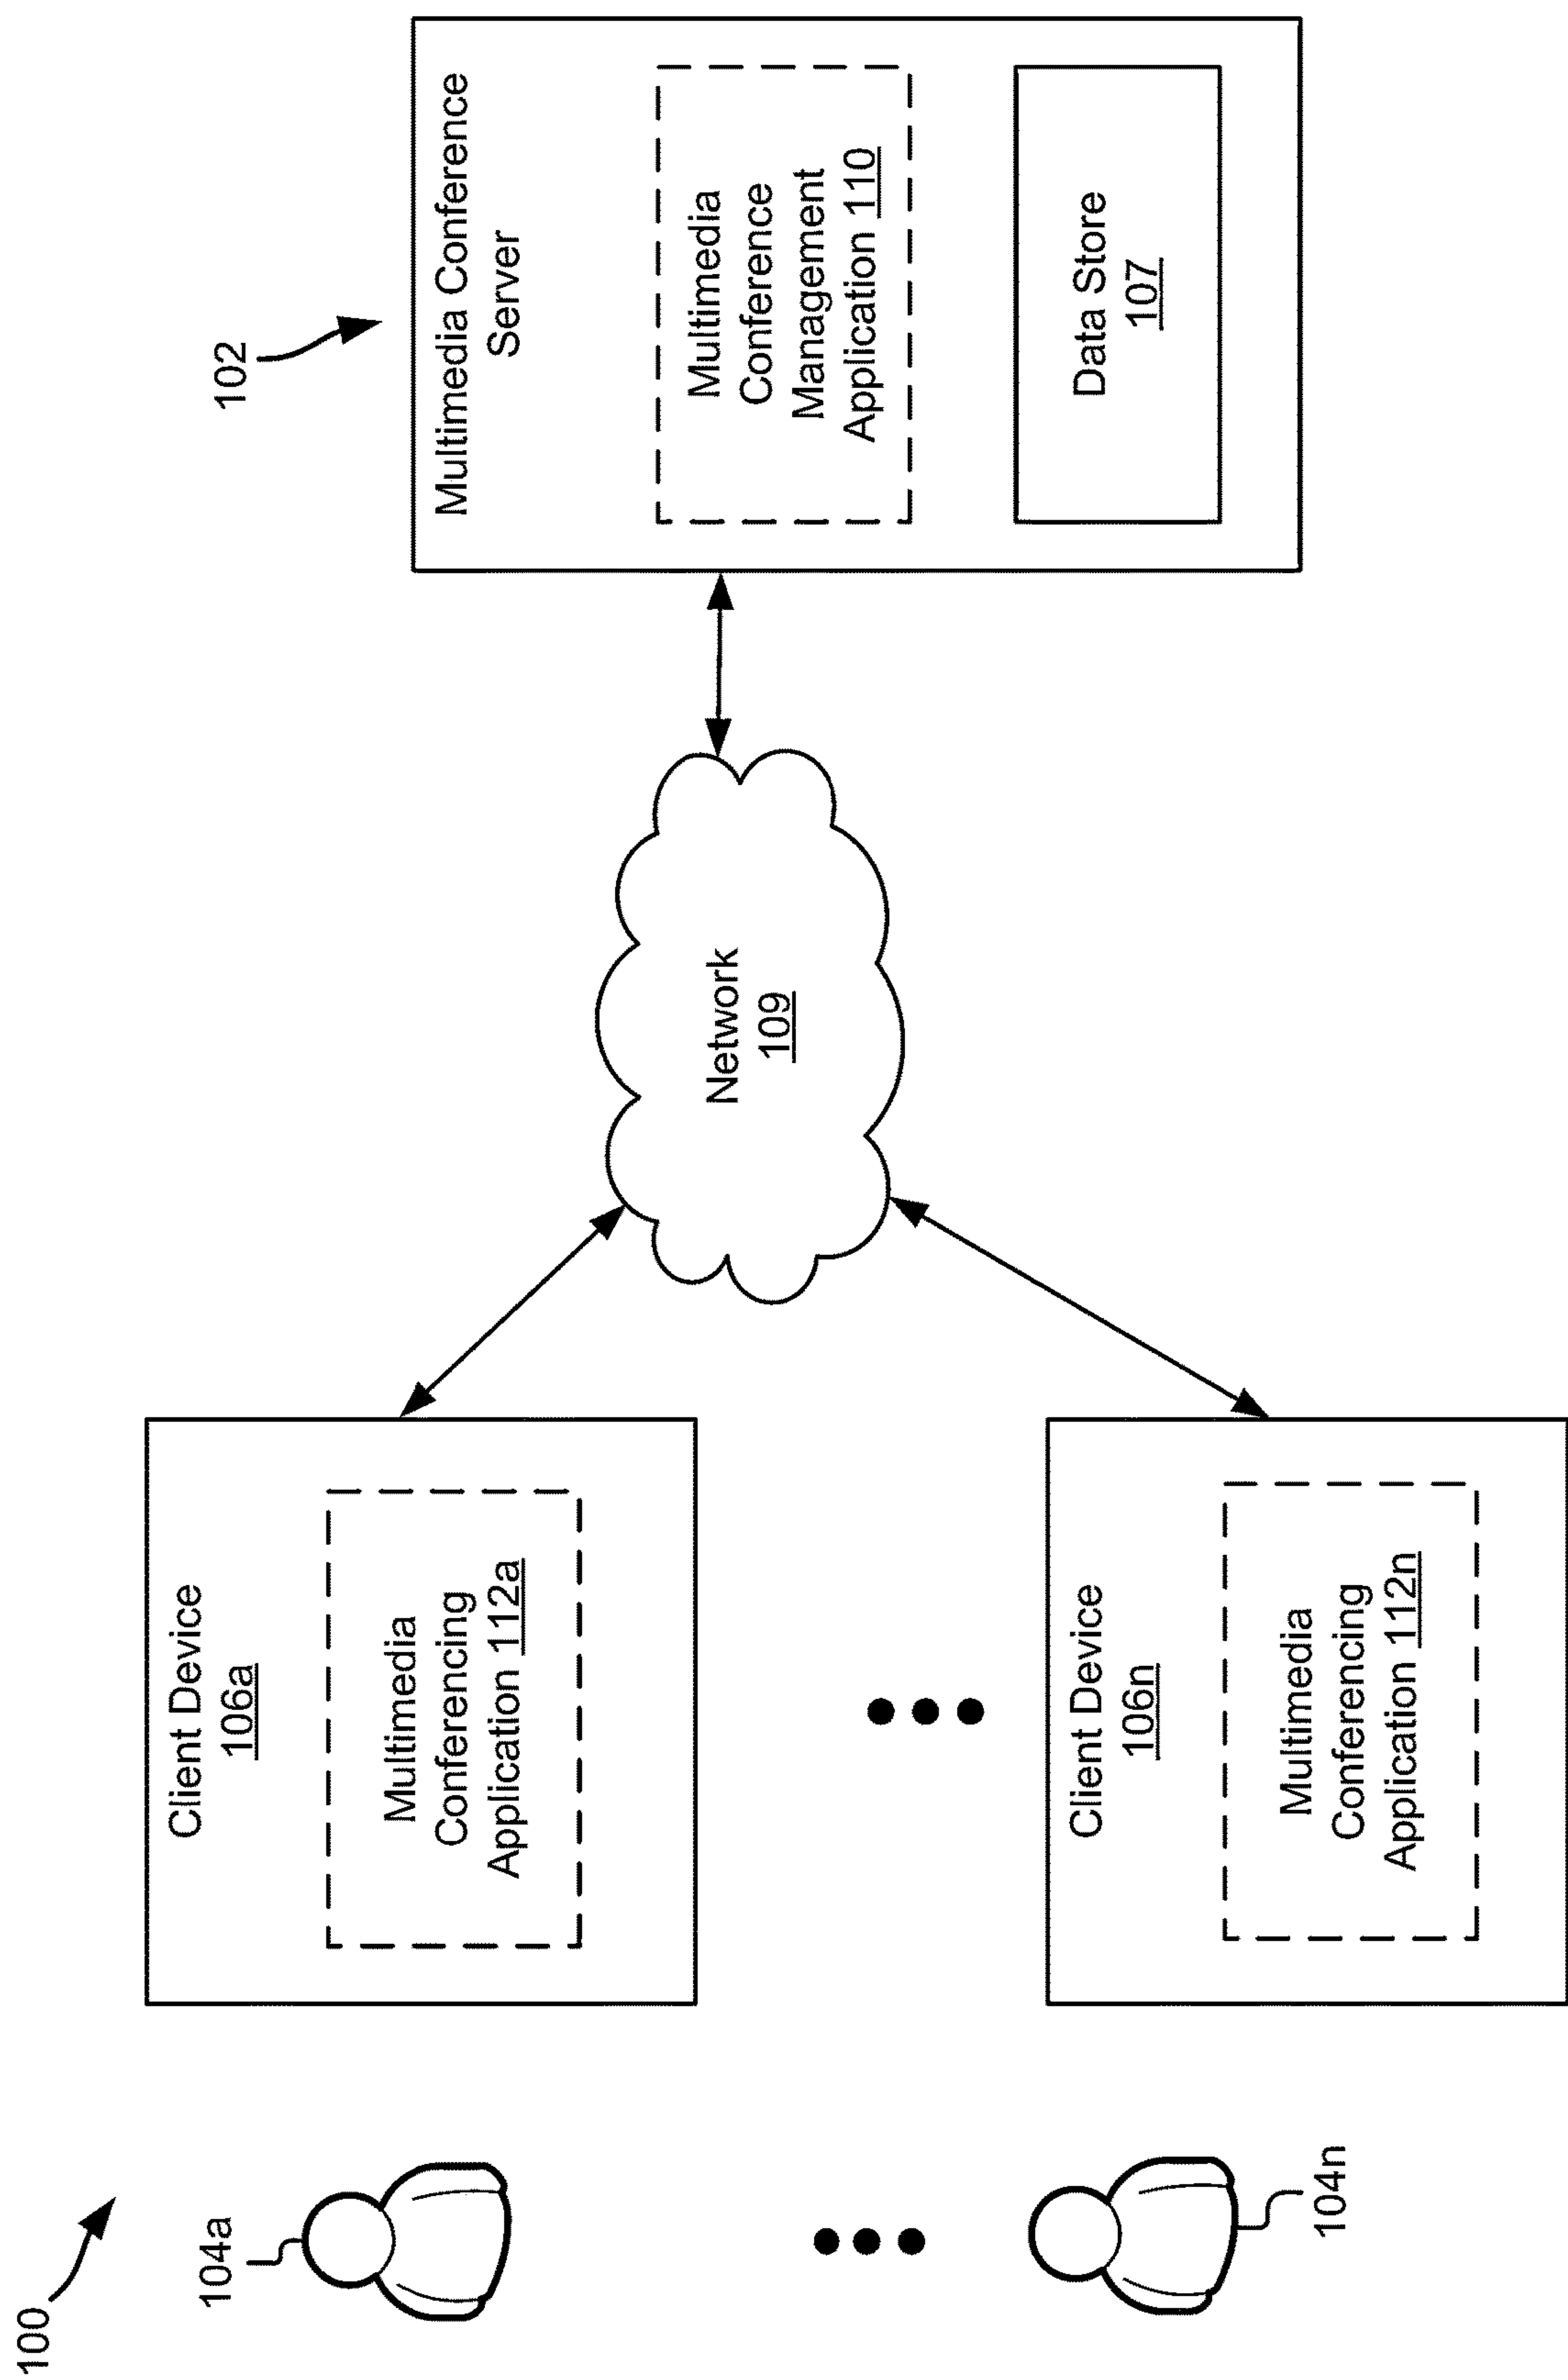 100
104a
104n
Client Device
106a
Multimedia
Conferencing
Application 112a
Client Device
106n
Multimedia
Conferencing
Application 112n
Network
109
102
Multimedia Conference
Server
Multimedia
Conference
Management
Application 110
Data Store
107